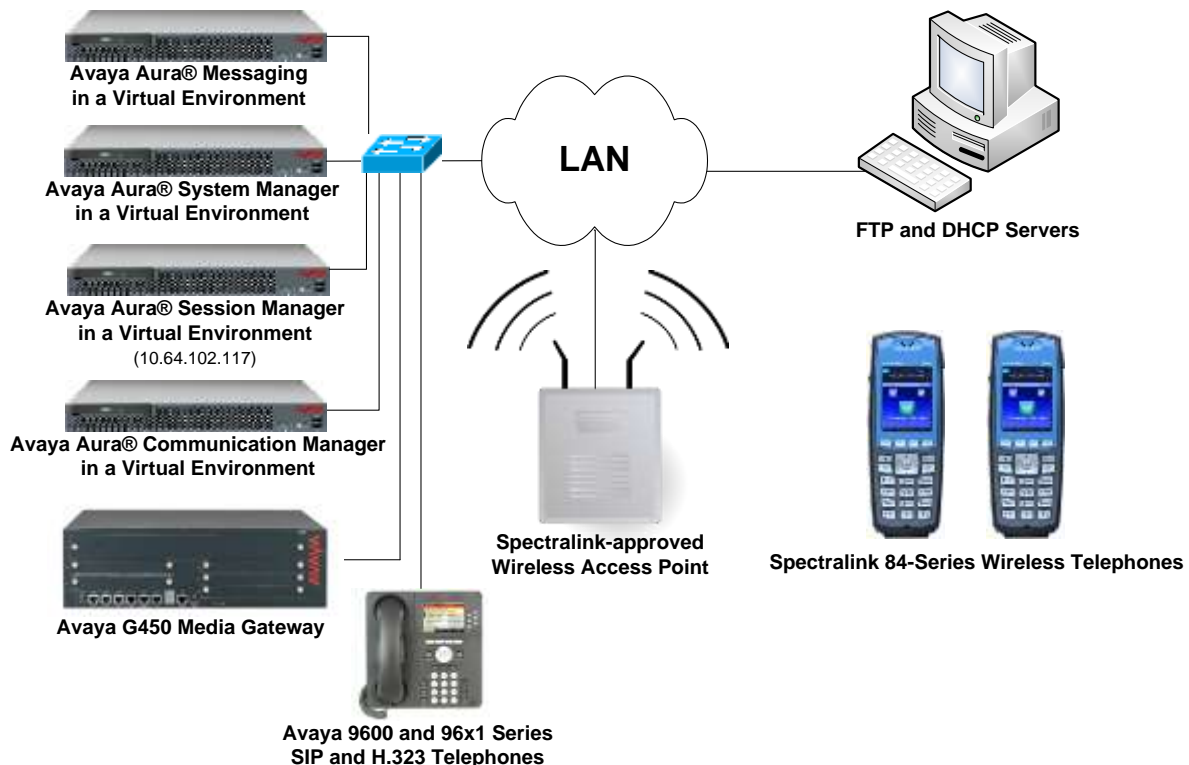 Avaya Aura® Messaging
in a Virtual Environment
Avaya Aura® System Manager
in a Virtual Environment
Avaya Aura® Session Manager
in a Virtual Environment
(10.64.102.117)
Avaya Aura® Communication Manager
in a Virtual Environment
Avaya G450 Media Gateway
Avaya 9600 and 96x1 Series
SIP and H.323 Telephones
LAN
Spectralink-approved
Wireless Access Point
FTP and DHCP Servers
Spectralink 84-Series Wireless Telephones